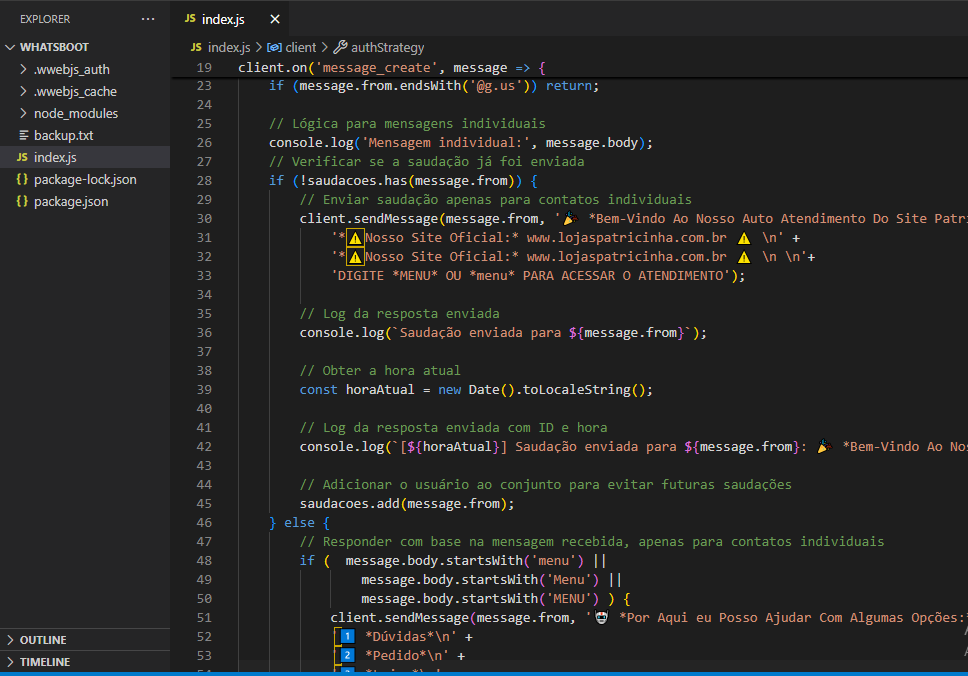 EXPLORER
WHATSBOOT
.wwebjs_auth
.wwebjs_cache
node_modules
backup.txt
JS index.js
{} package-lock.json
{} package.json
OUTLINE
TIMELINE
JS index.js
JS index.js > client > authStrategy
19 client.on('message_create', message => {
23 if (message.from.endsWith('@g.us')) return;
24
25 // Lógica para mensagens individuais
26 console.log('Mensagem individual:', message.body);
27 // Verificar se a saudação já foi enviada
28 if (!saudacoes.has(message.from)) {
29 // Enviar saudação apenas para contatos individuais
30 client.sendMessage(message.from, '🎉 *Bem-Vindo Ao Nosso Auto Atendimento Do Site Patri
31 '*⚠️Nosso Site Oficial:* www.lojaspatricinha.com.br ⚠️ \n' +
32 '*⚠️Nosso Site Oficial:* www.lojaspatricinha.com.br ⚠️ \n \n'+
33 'DIGITE *MENU* OU *menu* PARA ACESSAR O ATENDIMENTO');
34
35 // Log da resposta enviada
36 console.log(`Saudação enviada para ${message.from}`);
37
38 // Obter a hora atual
39 const horaAtual = new Date().toLocaleString();
40
41 // Log da resposta enviada com ID e hora
42 console.log(`[${horaAtual}] Saudação enviada para ${message.from}: 🎉 *Bem-Vindo Ao Nos
43
44 // Adicionar o usuário ao conjunto para evitar futuras saudações
45 saudacoes.add(message.from);
46 } else {
47 // Responder com base na mensagem recebida, apenas para contatos individuais
48 if ( message.body.startsWith('menu') ||
49 message.body.startsWith('Menu') ||
50 message.body.startsWith('MENU') ) {
51 client.sendMessage(message.from, '🤖 *Por Aqui eu Posso Ajudar Com Algumas Opções:*
52 '1️⃣ *Dúvidas*\n' +
53 '2️⃣ *Pedido*\n' +